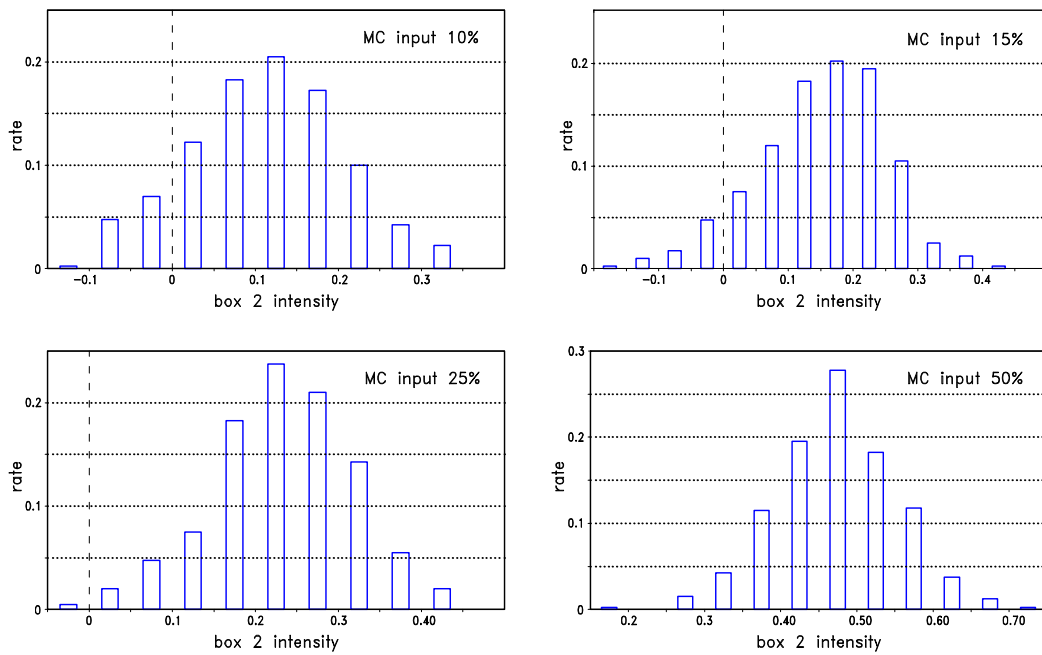 MC input 10%
rate
0.2
0.1
0
-0.1 0 0.1 0.2 0.3
box 2 intensity
MC input 15%
rate
0.2
0.1
0
-0.1 0 0.1 0.2 0.3 0.4
box 2 intensity
MC input 25%
rate
0.2
0.1
0
0 0.1 0.2 0.3 0.40
box 2 intensity
MC input 50%
rate
0.3
0.2
0.1
0
0.2 0.3 0.40 0.50 0.60 0.70
box 2 intensity